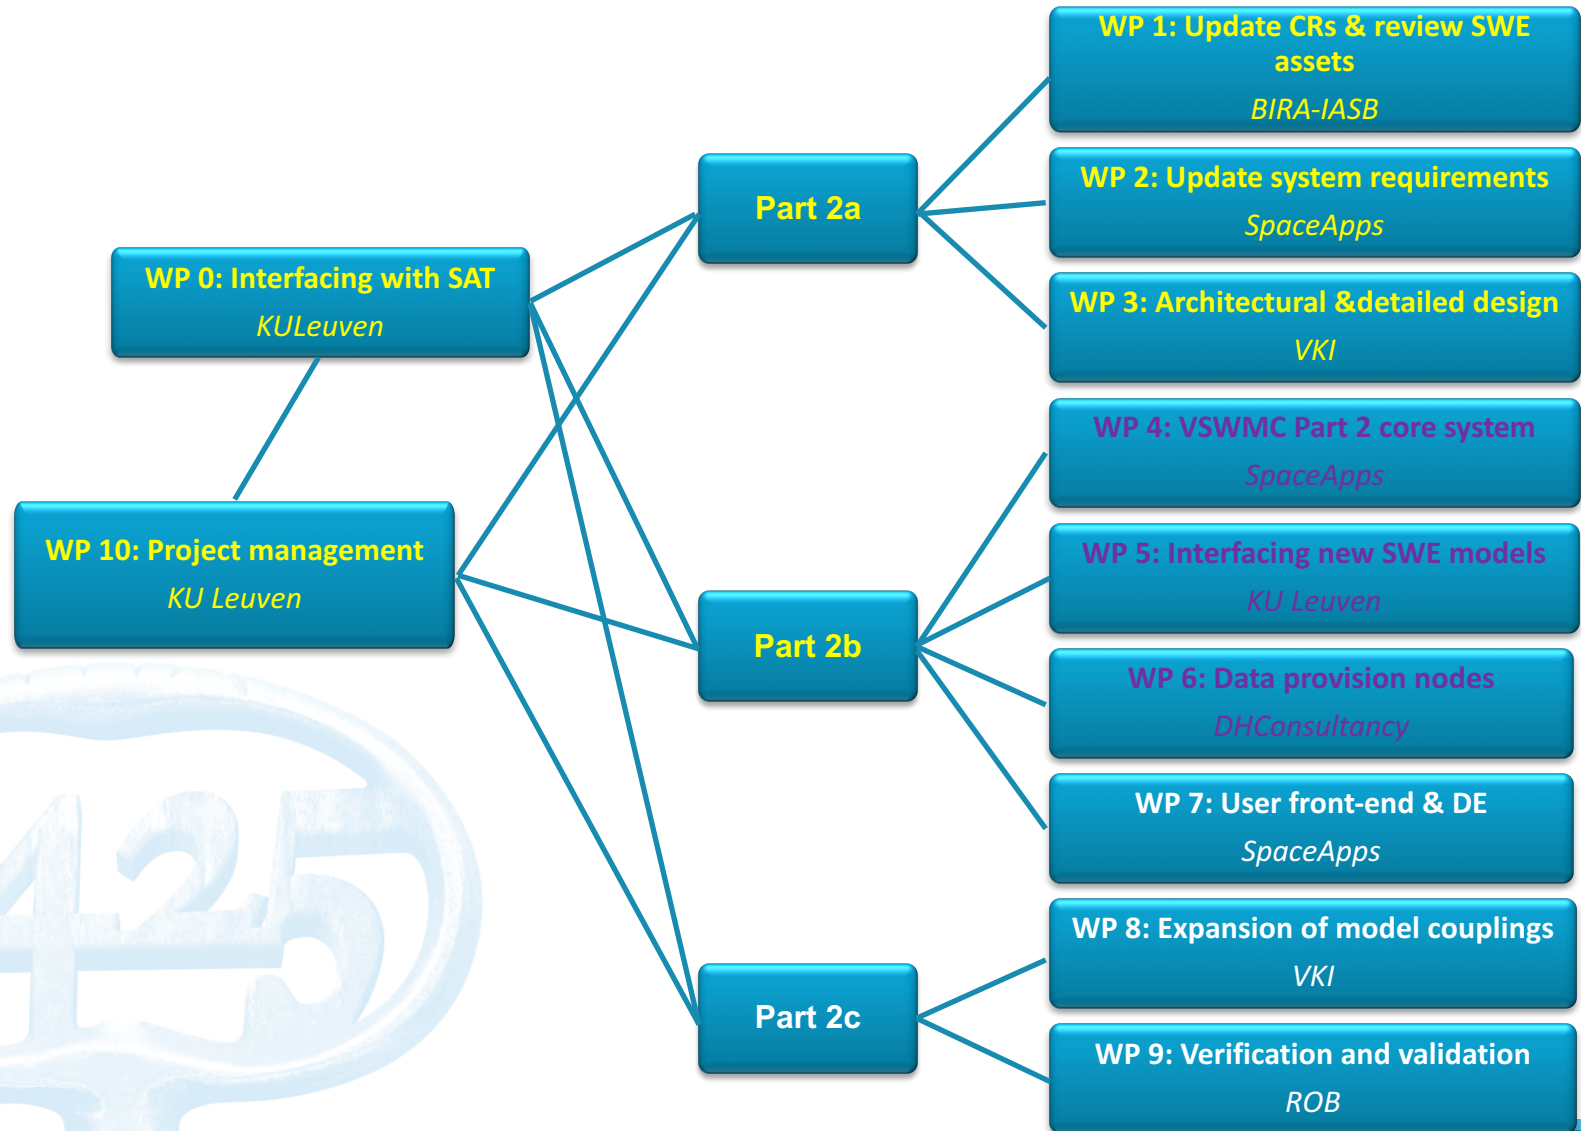 WP 0: Interfacing with SAT
KULeuven
WP 10: Project management
KU Leuven
Part 2a
Part 2b
Part 2c
WP 1: Update CRs & review SWE
assets
BIRA-IASB
WP 2: Update system requirements
SpaceApps
WP 3: Architectural &detailed design
VKI
WP 4: VSWMC Part 2 core system
SpaceApps
WP 5: Interfacing new SWE models
KU Leuven
WP 6: Data provision nodes
DHConsultancy
WP 7: User front-end & DE
SpaceApps
WP 8: Expansion of model couplings
VKI
WP 9: Verification and validation
ROB
425